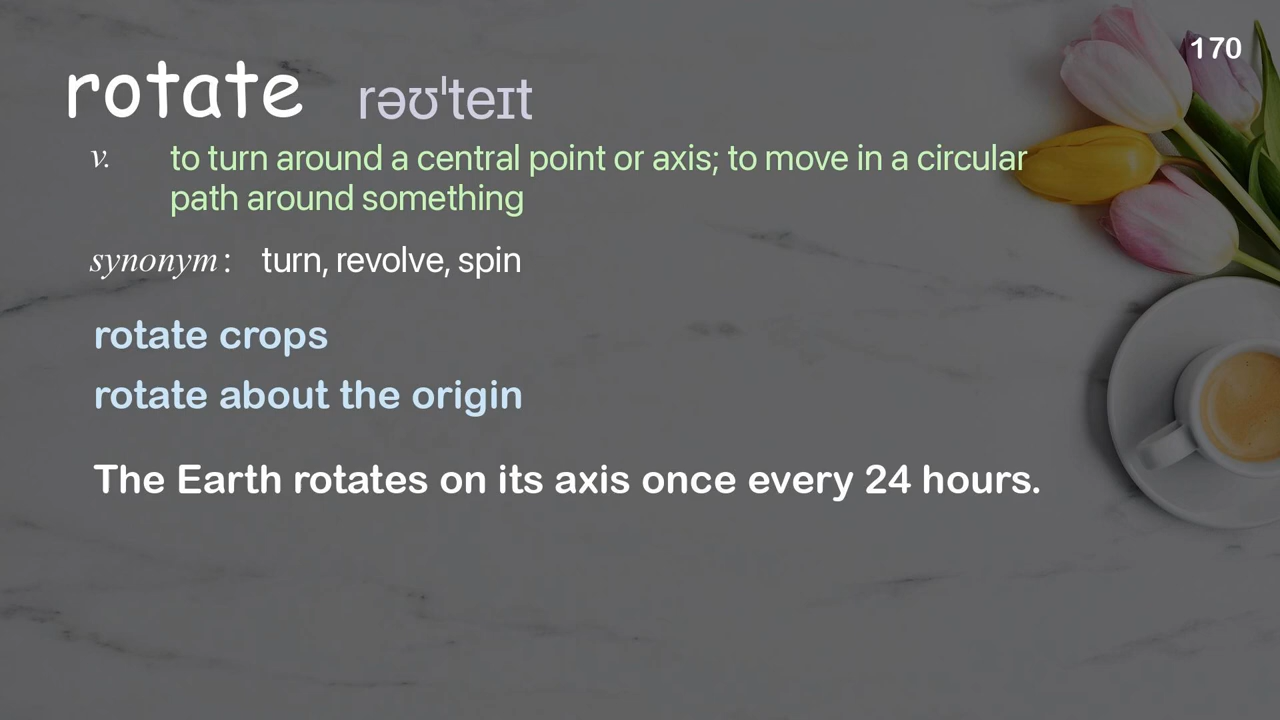 170
rotate rəʊˈteɪt
v. to turn around a central point or axis; to move in a circular
path around something
synonym : turn, revolve, spin
rotate crops
rotate about the origin
The Earth rotates on its axis once every 24 hours.